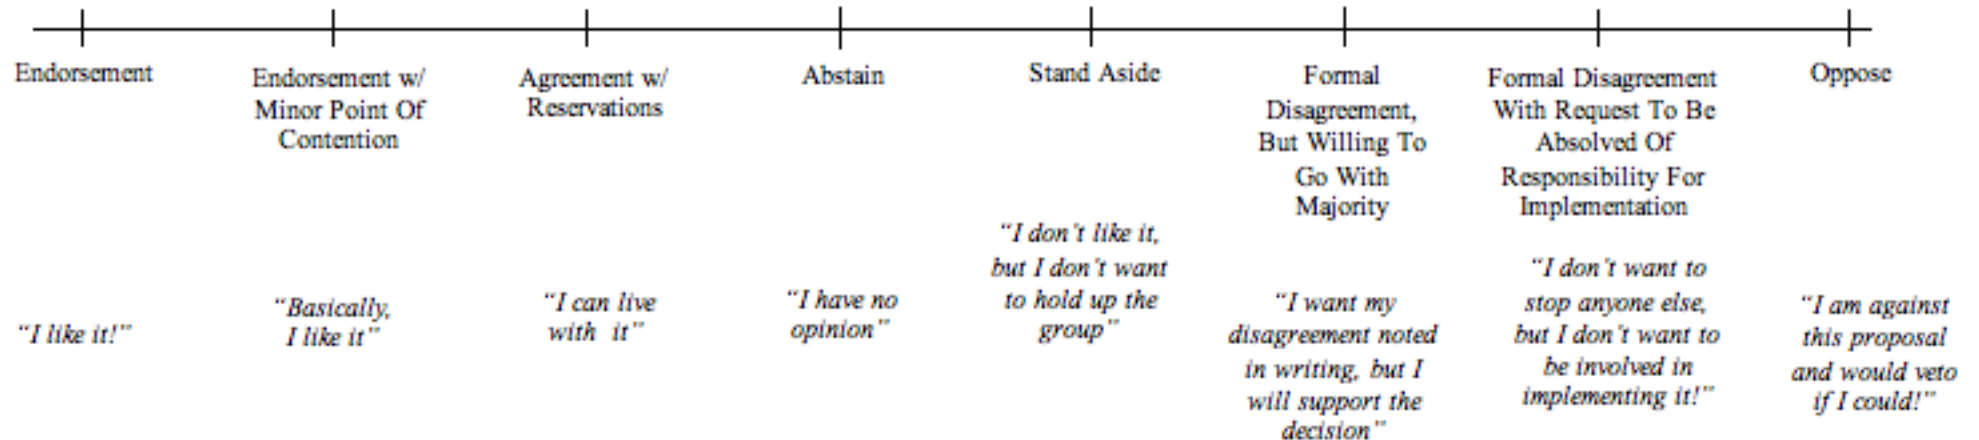 Endorsement
Endorsement w/
Minor Point Of
Contention
Agreement w/
Reservations
Abstain
Stand Aside
Formal
Disagreement,
But Willing To
Go With
Majority
Formal Disagreement
With Request To Be
Absolved Of
Responsibility For
Implementation
Oppose
“I like it!”
“Basically,
I like it”
“I can live
with it”
“I have no
opinion”
“I don’t like it,
but I don’t want
to hold up the
group”
“I want my
disagreement noted
in writing, but I
will support the
decision”
“I don’t want to
stop anyone else,
but I don’t want to
be involved in
implementing it!”
“I am against
this proposal
and would veto
if I could!”